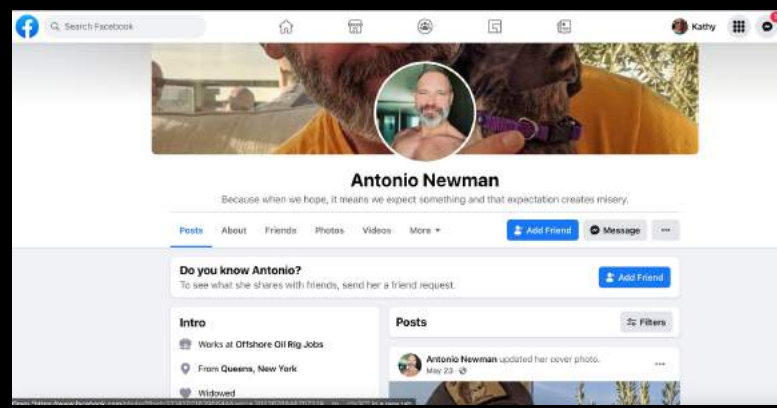 Search Facebook
Kathy
Antonio Newman
Because when we hope, it means we expect something and that expectation creates misery.
Posts About Friends Photos Videos More
Add Friend Message
Do you know Antonio?
To see what she shares with friends, send her a friend request.
Add Friend
Intro
Works at Offshore Oil Rig Jobs
From Queens, New York
Widowed
Posts
Filters
Antonio Newman updated her cover photo.
May 23